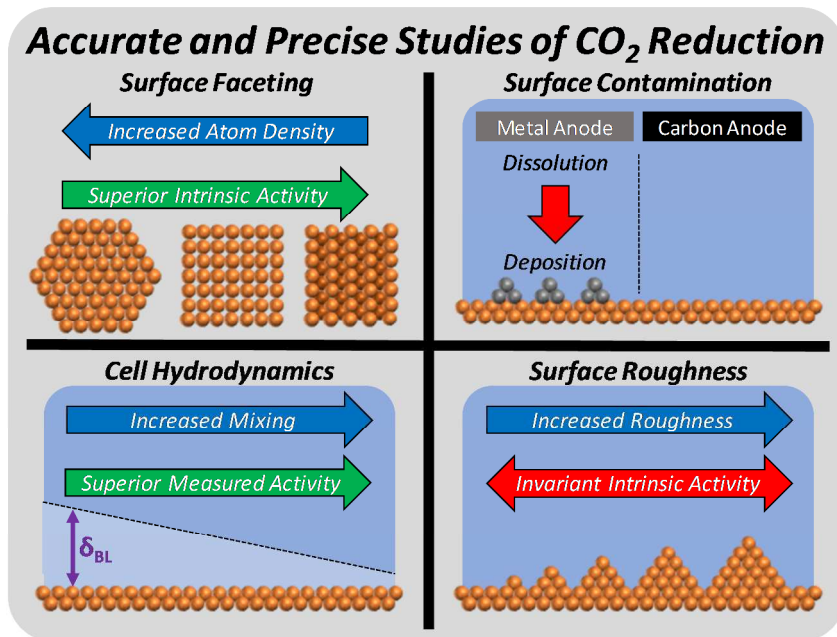 Accurate and Precise Studies of CO₂ Reduction
Surface Faceting
Increased Atom Density
Superior Intrinsic Activity
Surface Contamination
Metal Anode
Carbon Anode
Dissolution
Deposition
Cell Hydrodynamics
Increased Mixing
Superior Measured Activity
δBL
Surface Roughness
Increased Roughness
Invariant Intrinsic Activity